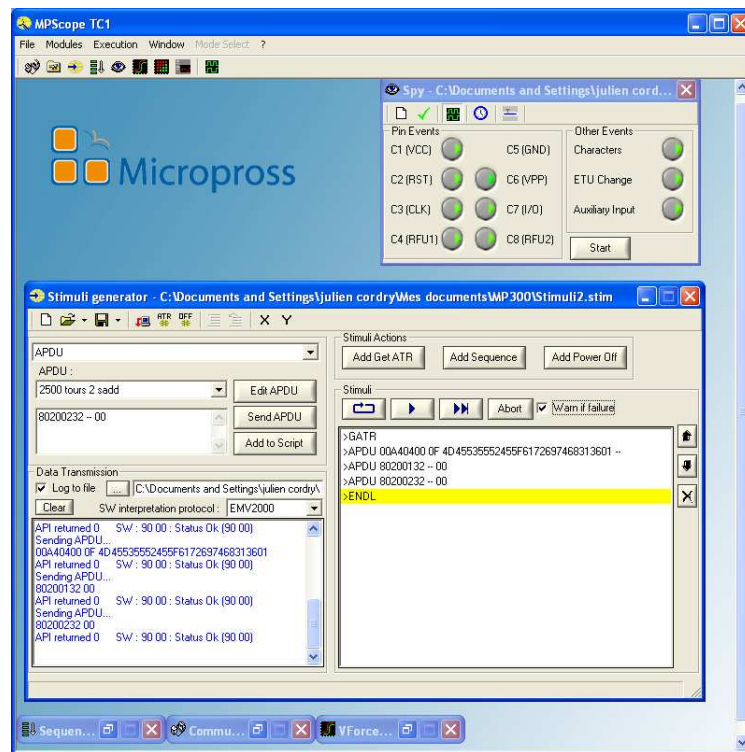 MPScope TC1
File Modules Execution Window Mode Select ?
Micropross
Spy - C:\Documents and Settings\julien cord...
Pin Events
Other Events
C1 (VCC) C5 (GND) Characters
C2 (RST) C6 (VPP) ETU Change
C3 (CLK) C7 (I/O) Auxiliary Input
C4 (RFU1) C8 (RFU2)
Start
Stimuli generator - C:\Documents and Settings\julien cordry\Mes documents\MP300\Stimuli2.stim
ATR OFF X Y
APDU
APDU :
2500 tours 2 sadd Edit APDU
80200232 -- 00 Send APDU
Add to Script
Data Transmission
Log to file ... C:\Documents and Settings\julien cordry\
Clear SW interpretation protocol : EMV2000
API returned 0 SW : 90 00 : Status Ok (90 00)
Sending APDU...
00A40400 0F 4D45535552455F6172697468313601
API returned 0 SW : 90 00 : Status Ok (90 00)
Sending APDU...
80200132 00
API returned 0 SW : 90 00 : Status Ok (90 00)
Sending APDU...
80200232 00
API returned 0 SW : 90 00 : Status Ok (90 00)
Stimuli Actions
Add Get ATR Add Sequence Add Power Off
Stimuli
Abort Warn if failure
>GATR
>APDU 00A40400 0F 4D45535552455F6172697468313601 --
>APDU 80200132 -- 00
>APDU 80200232 -- 00
>ENDL
Sequen... Commu... VForce...